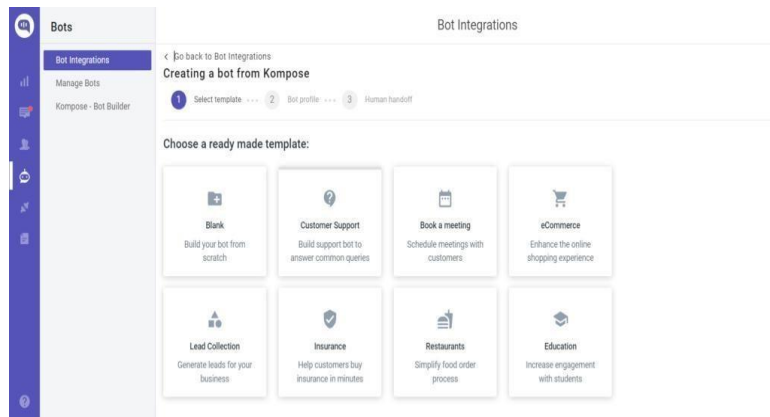 Bots
Bot Integrations
Bot Integrations
Manage Bots
Kompose - Bot Builder
Go back to Bot Integrations
Creating a bot from Kompose
1 Select template 2 Bot profile 3 Human handoff
Choose a ready made template:
Blank
Build your bot from
scratch
Customer Support
Build support bot to
answer common queries
Book a meeting
Schedule meetings with
customers
eCommerce
Enhance the online
shopping experience
Lead Collection
Generate leads for your
business
Insurance
Help customers buy
insurance in minutes
Restaurants
Simplify food order
process
Education
Increase engagement
with students